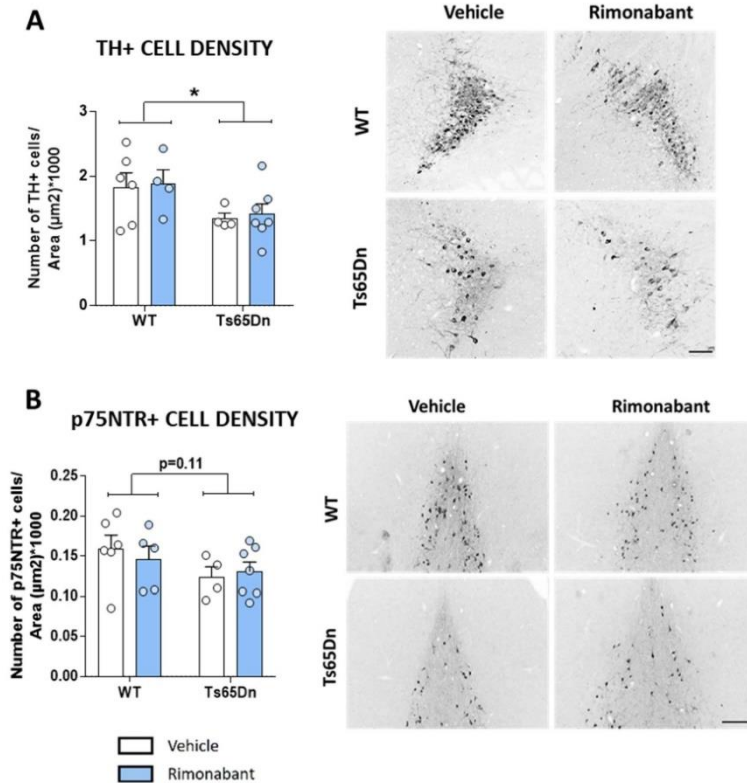 A
TH+ CELL DENSITY
Number of TH+ cells/
Area (µm2)*1000
3
2
1
0
*
WT
Ts65Dn
Vehicle
Rimonabant
WT
Ts65Dn
B
p75NTR+ CELL DENSITY
Number of p75NTR+ cells/
Area (µm2)*1000
0.25
0.20
0.15
0.10
0.05
0.00
p=0.11
WT
Ts65Dn
Vehicle
Rimonabant
Vehicle
Rimonabant
WT
Ts65Dn